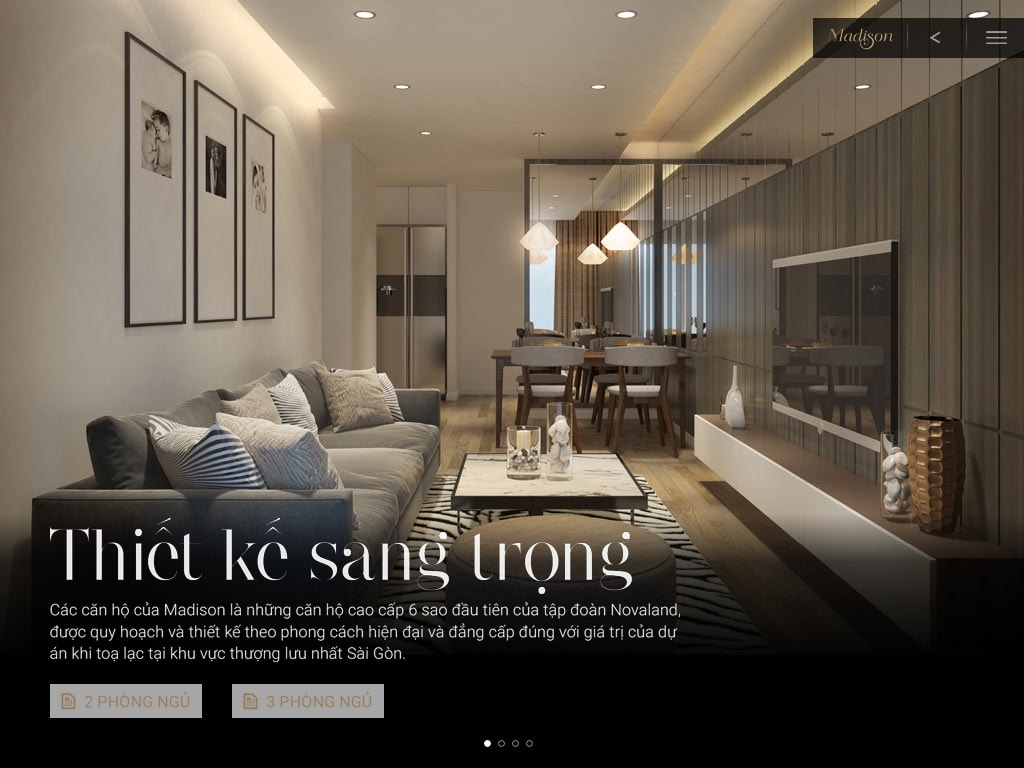 Madison
Thiết kế sang trọng
Các căn hộ của Madison là những căn hộ cao cấp 6 sao đầu tiên của tập đoàn Novaland,
được quy hoạch và thiết kế theo phong cách hiện đại và đẳng cấp đúng với giá trị của dự
án khi toạ lạc tại khu vực thượng lưu nhất Sài Gòn.
2 PHÒNG NGỦ
3 PHÒNG NGỦ